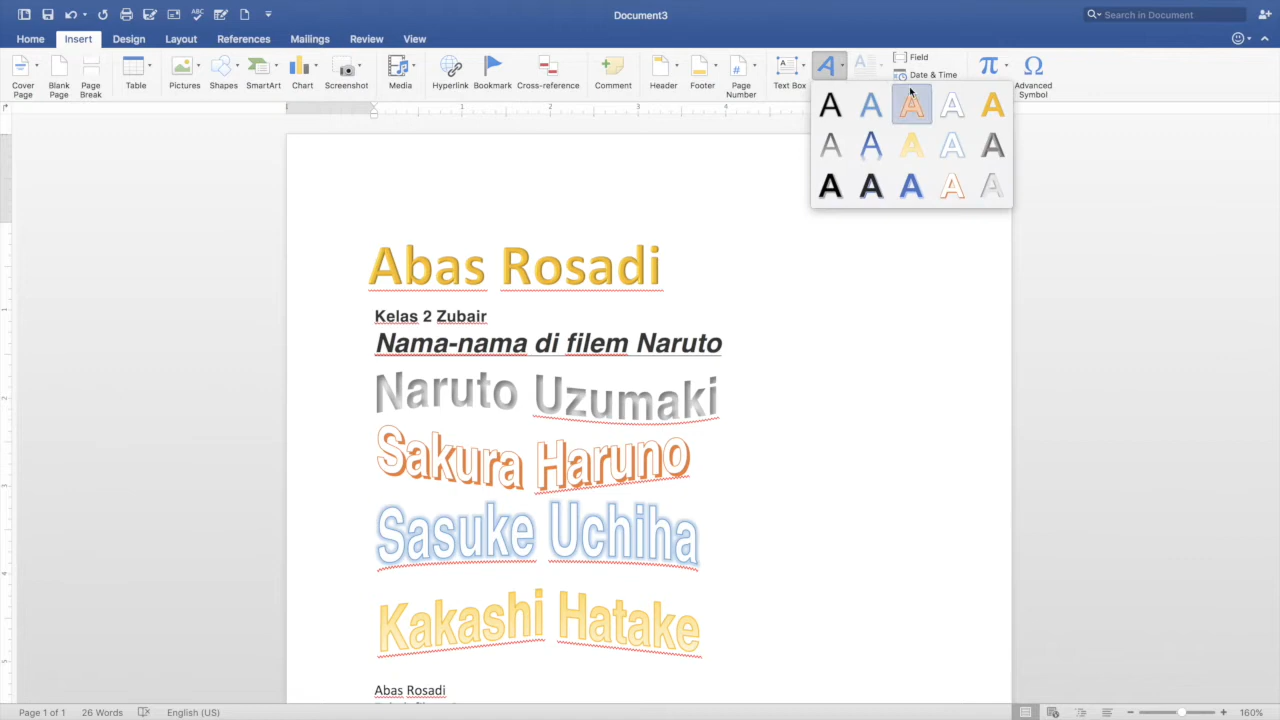 Document3
Search in Document
Home Insert Design Layout References Mailings Review View
Cover Page
Blank Page
Page Break
Pictures
Shapes
SmartArt
Chart
Screenshot
Media
Hyperlink
Bookmark
Cross-reference
Comment
Header
Footer
Page Number
Text Box
Field
Date & Time
Advanced Symbol
A A A A A
A A A A A
A A A A A
Abas Rosadi
Kelas 2 Zubair
Nama-nama di filem Naruto
Naruto Uzumaki
Sakura Haruno
Sasuke Uchiha
Kakashi Hatake
Abas Rosadi
Page 1 of 1 26 Words English (US) 160%